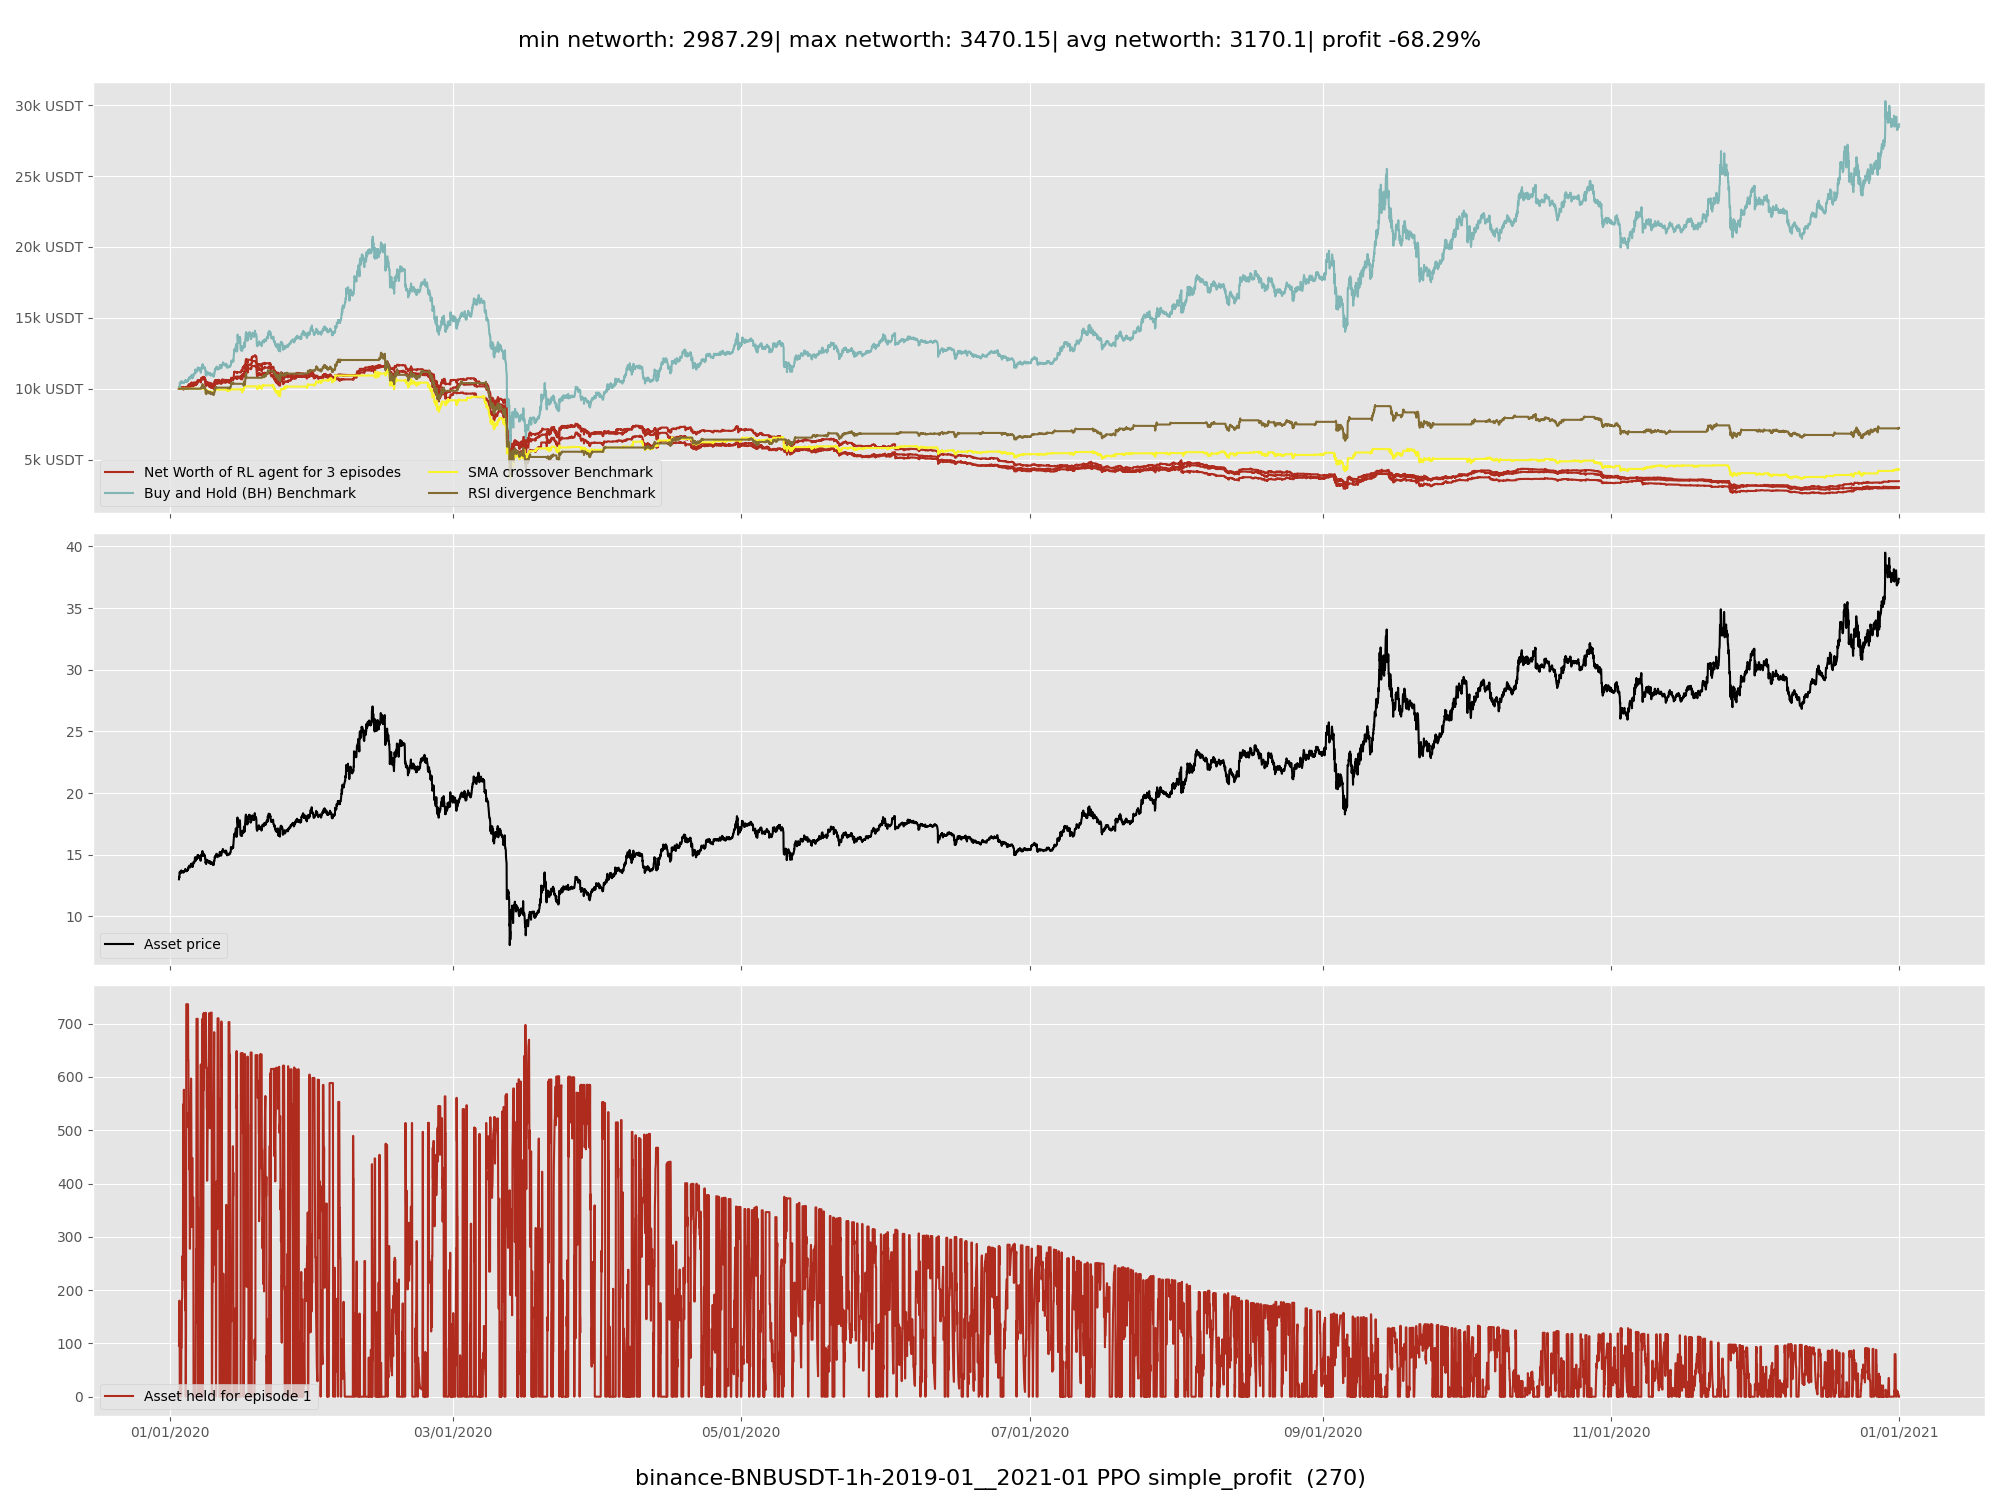 min networth: 2987.29| max networth: 3470.15| avg networth: 3170.1| profit -68.29%
30k USDT
25k USDT
20k USDT
15k USDT
10k USDT
5k USDT
Net Worth of RL agent for 3 episodes
Buy and Hold (BH) Benchmark
SMA crossover Benchmark
RSI divergence Benchmark
40
35
30
25
20
15
10
Asset price
700
600
500
400
300
200
100
0
Asset held for episode 1
01/01/2020 03/01/2020 05/01/2020 07/01/2020 09/01/2020 11/01/2020 01/01/2021
binance-BNBUSDT-1h-2019-01__2021-01 PPO simple_profit  (270)